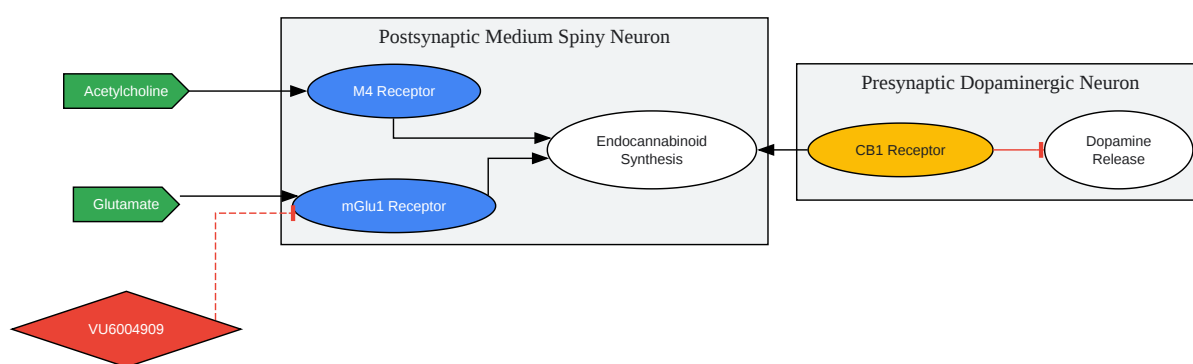 Postsynaptic Medium Spiny Neuron
Acetylcholine
M4 Receptor
Presynaptic Dopaminergic Neuron
Endocannabinoid
Synthesis
CB1 Receptor
Dopamine
Release
Glutamate
mGlu1 Receptor
VU6004909